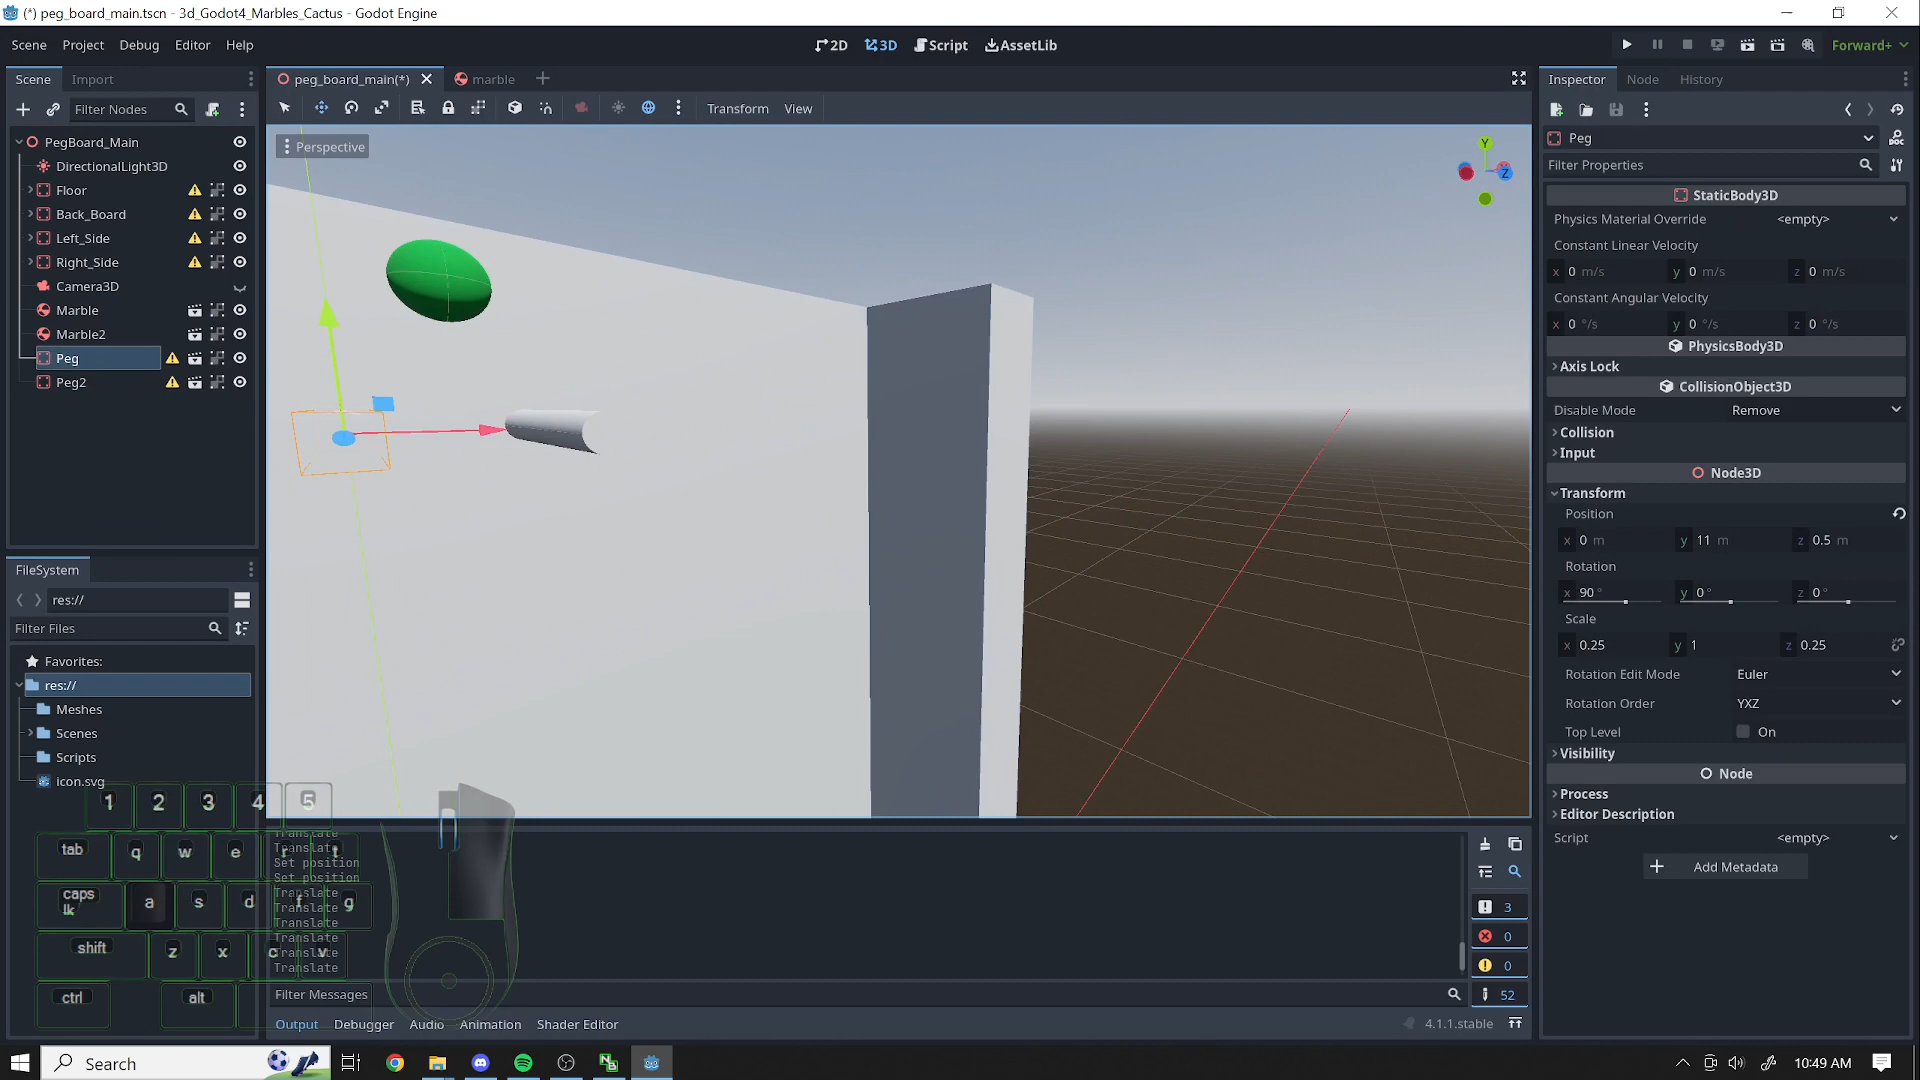 (*) peg_board_main.tscn - 3d_Godot4_Marbles_Cactus - Godot Engine
Scene Project Debug Editor Help
2D 3D Script AssetLib
Forward+
Scene Import
peg_board_main(*) marble
Inspector Node History
Filter Nodes
Transform View
PegBoard_Main
DirectionalLight3D
Floor
Back_Board
Left_Side
Right_Side
Camera3D
Marble
Marble2
Peg
Peg2
Perspective
Y
Z
Peg
Filter Properties
StaticBody3D
Physics Material Override <empty>
Constant Linear Velocity
x 0 m/s y 0 m/s z 0 m/s
Constant Angular Velocity
x 0 °/s y 0 °/s z 0 °/s
PhysicsBody3D
Axis Lock
CollisionObject3D
Disable Mode Remove
Collision
Input
Node3D
Transform
Position
x 0 m y 11 m z 0.5 m
Rotation
x 90 ° y 0 ° z 0 °
Scale
x 0.25 y 1 z 0.25
Rotation Edit Mode Euler
Rotation Order YXZ
Top Level On
Visibility
Node
Process
Editor Description
Script <empty>
Add Metadata
FileSystem
res://
Filter Files
Favorites:
res://
Meshes
Scenes
Scripts
icon.svg
1 2 3 4 5
tab q w e r t
caps lk a s d f g
shift z x c v
ctrl alt
Translate
Translate
Set position
Set position
Translate
Translate
Translate
Translate
Translate
Translate
3
0
0
52
Filter Messages
Output Debugger Audio Animation Shader Editor
4.1.1.stable
Search
10:49 AM